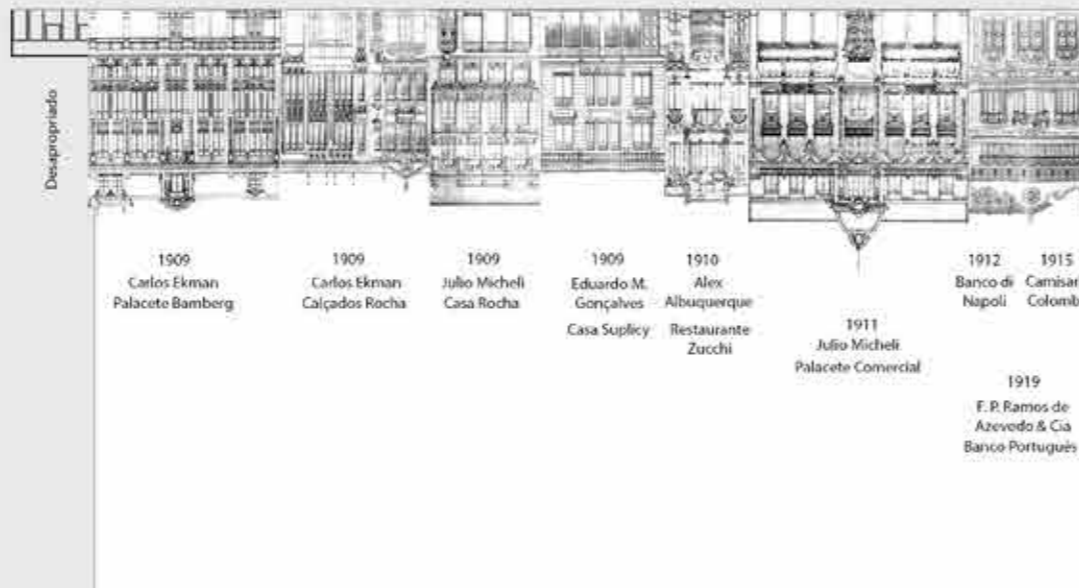 Desapropriado
1909
Carlos Ekman
Palacete Bamberg
1909
Carlos Ekman
Calçados Rocha
1909
Julio Micheli
Casa Rocha
1909
Eduardo M.
Gonçalves
Casa Suplicy
1910
Alex
Albuquerque
Restaurante
Zucchi
1911
Julio Micheli
Palacete Comercial
1912
Banco di
Napoli
1915
Camisar
Colomb
1919
F. P. Ramos de
Azevedo & Cia
Banco Português